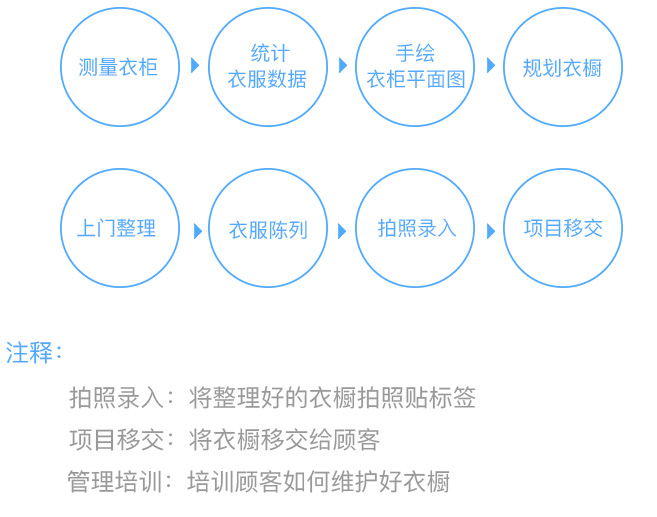 测量衣柜
统计
衣服数据
手绘
衣柜平面图
规划衣橱
上门整理
衣服陈列
拍照录入
项目移交
注释：
拍照录入：将整理好的衣橱拍照贴标签
项目移交：将衣橱移交给顾客
管理培训：培训顾客如何维护好衣橱